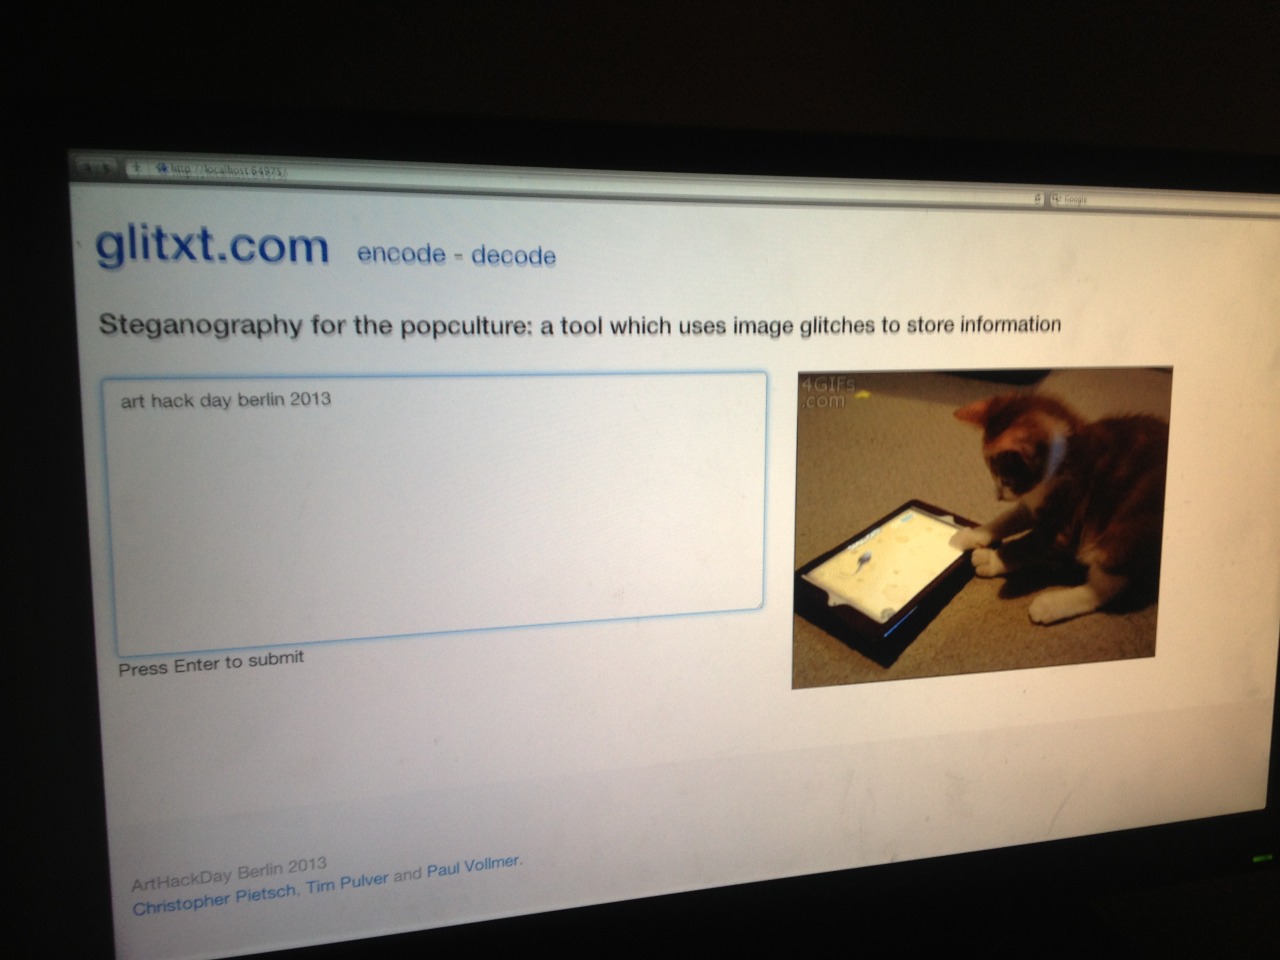 http://localhost:64975/
Google
glitxt.com encode - decode
Steganography for the popculture: a tool which uses image glitches to store information
art hack day berlin 2013
4GIFs
.com
Press Enter to submit
ArtHackDay Berlin 2013
Christopher Pietsch, Tim Pulver and Paul Vollmer.